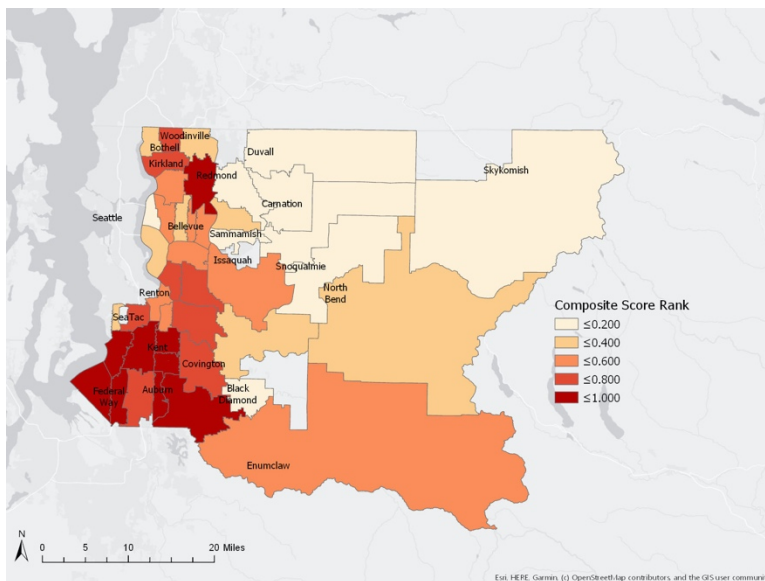 Woodinville
Bothell
Kirkland
Duvall
Redmond
Skykomish
Carnation
Seattle
Bellevue
Sammamish
Issaquah
Snoqualmie
Renton
North
Bend
SeaTac
Kent
Covington
Federal
Way
Auburn
Black
Diamond
Enumclaw
Composite Score Rank
≤0.200
≤0.400
≤0.600
≤0.800
≤1.000
N
0 5 10 20 Miles
Esri, HERE, Garmin, (c) OpenStreetMap contributors, and the GIS user commun